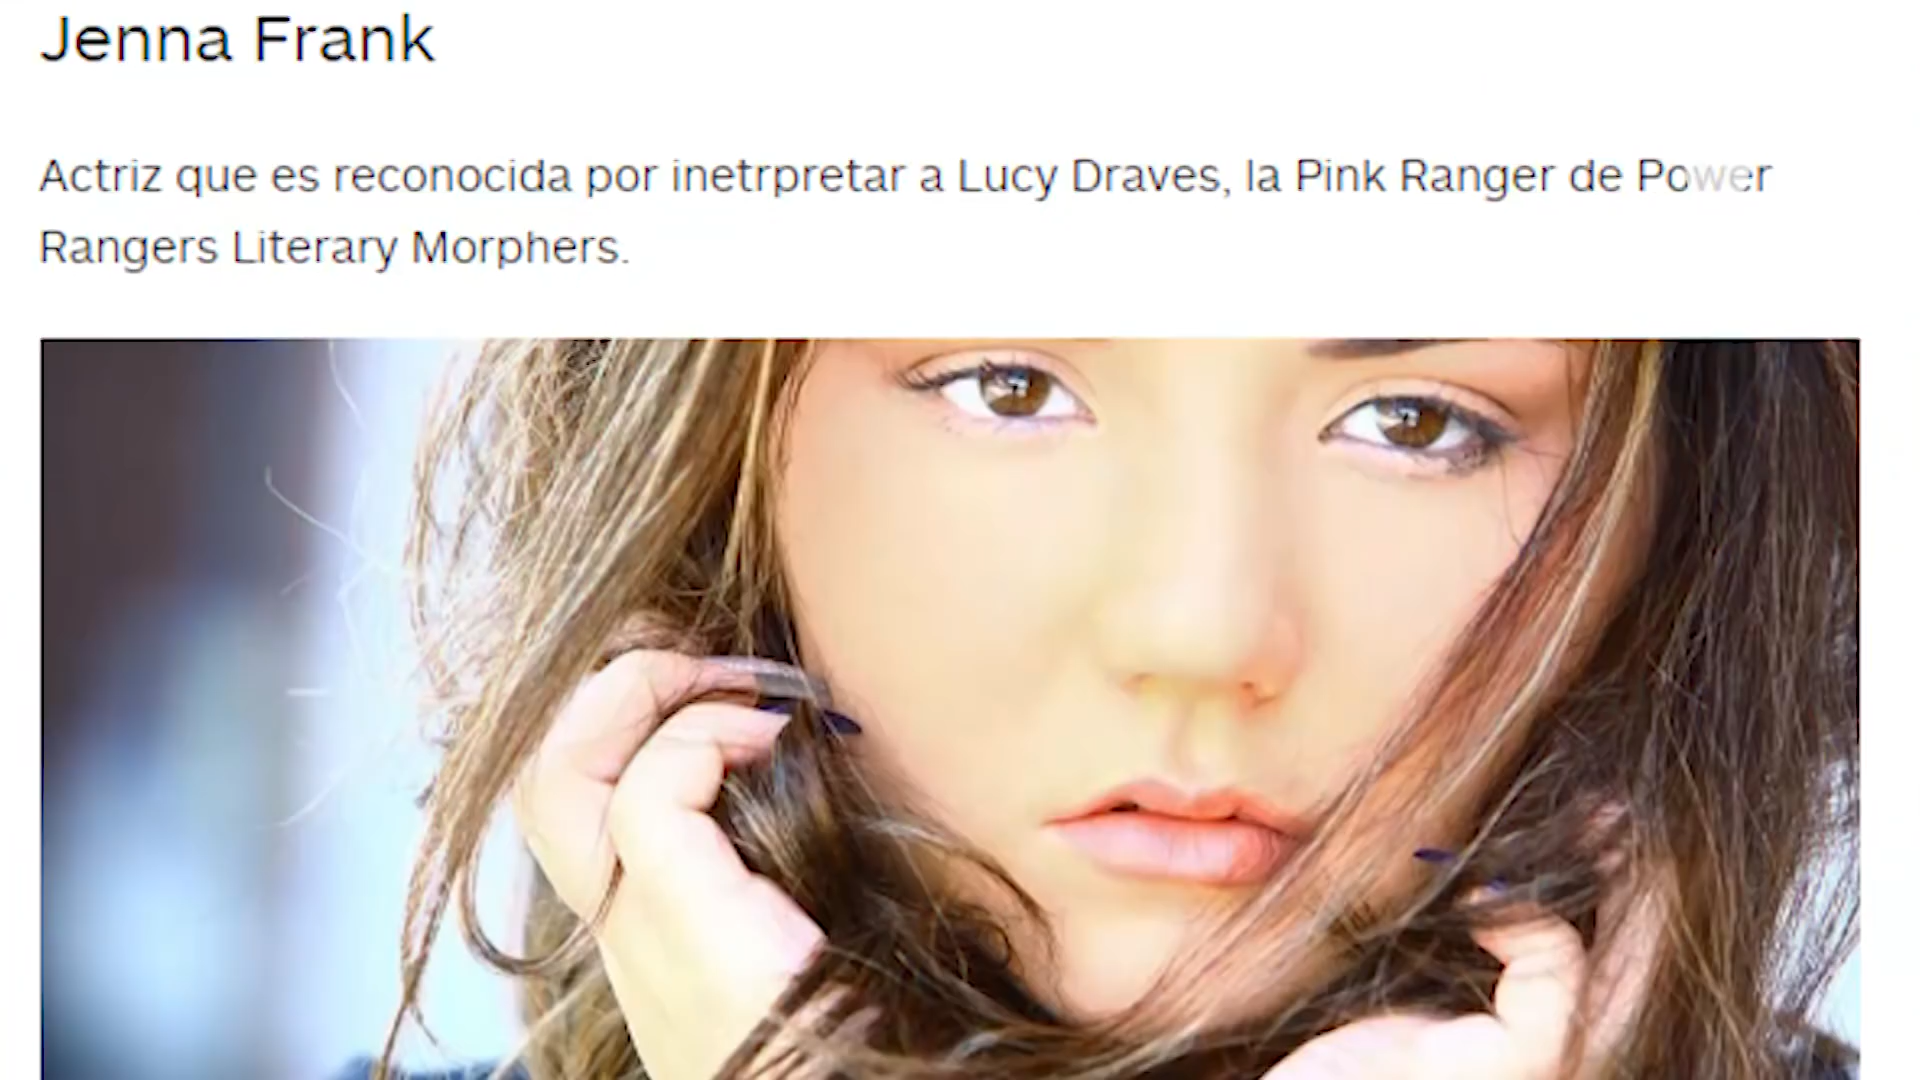 Jenna Frank
Actriz que es reconocida por inetrpretar a Lucy Draves, la Pink Ranger de Power
Rangers Literary Morphers.